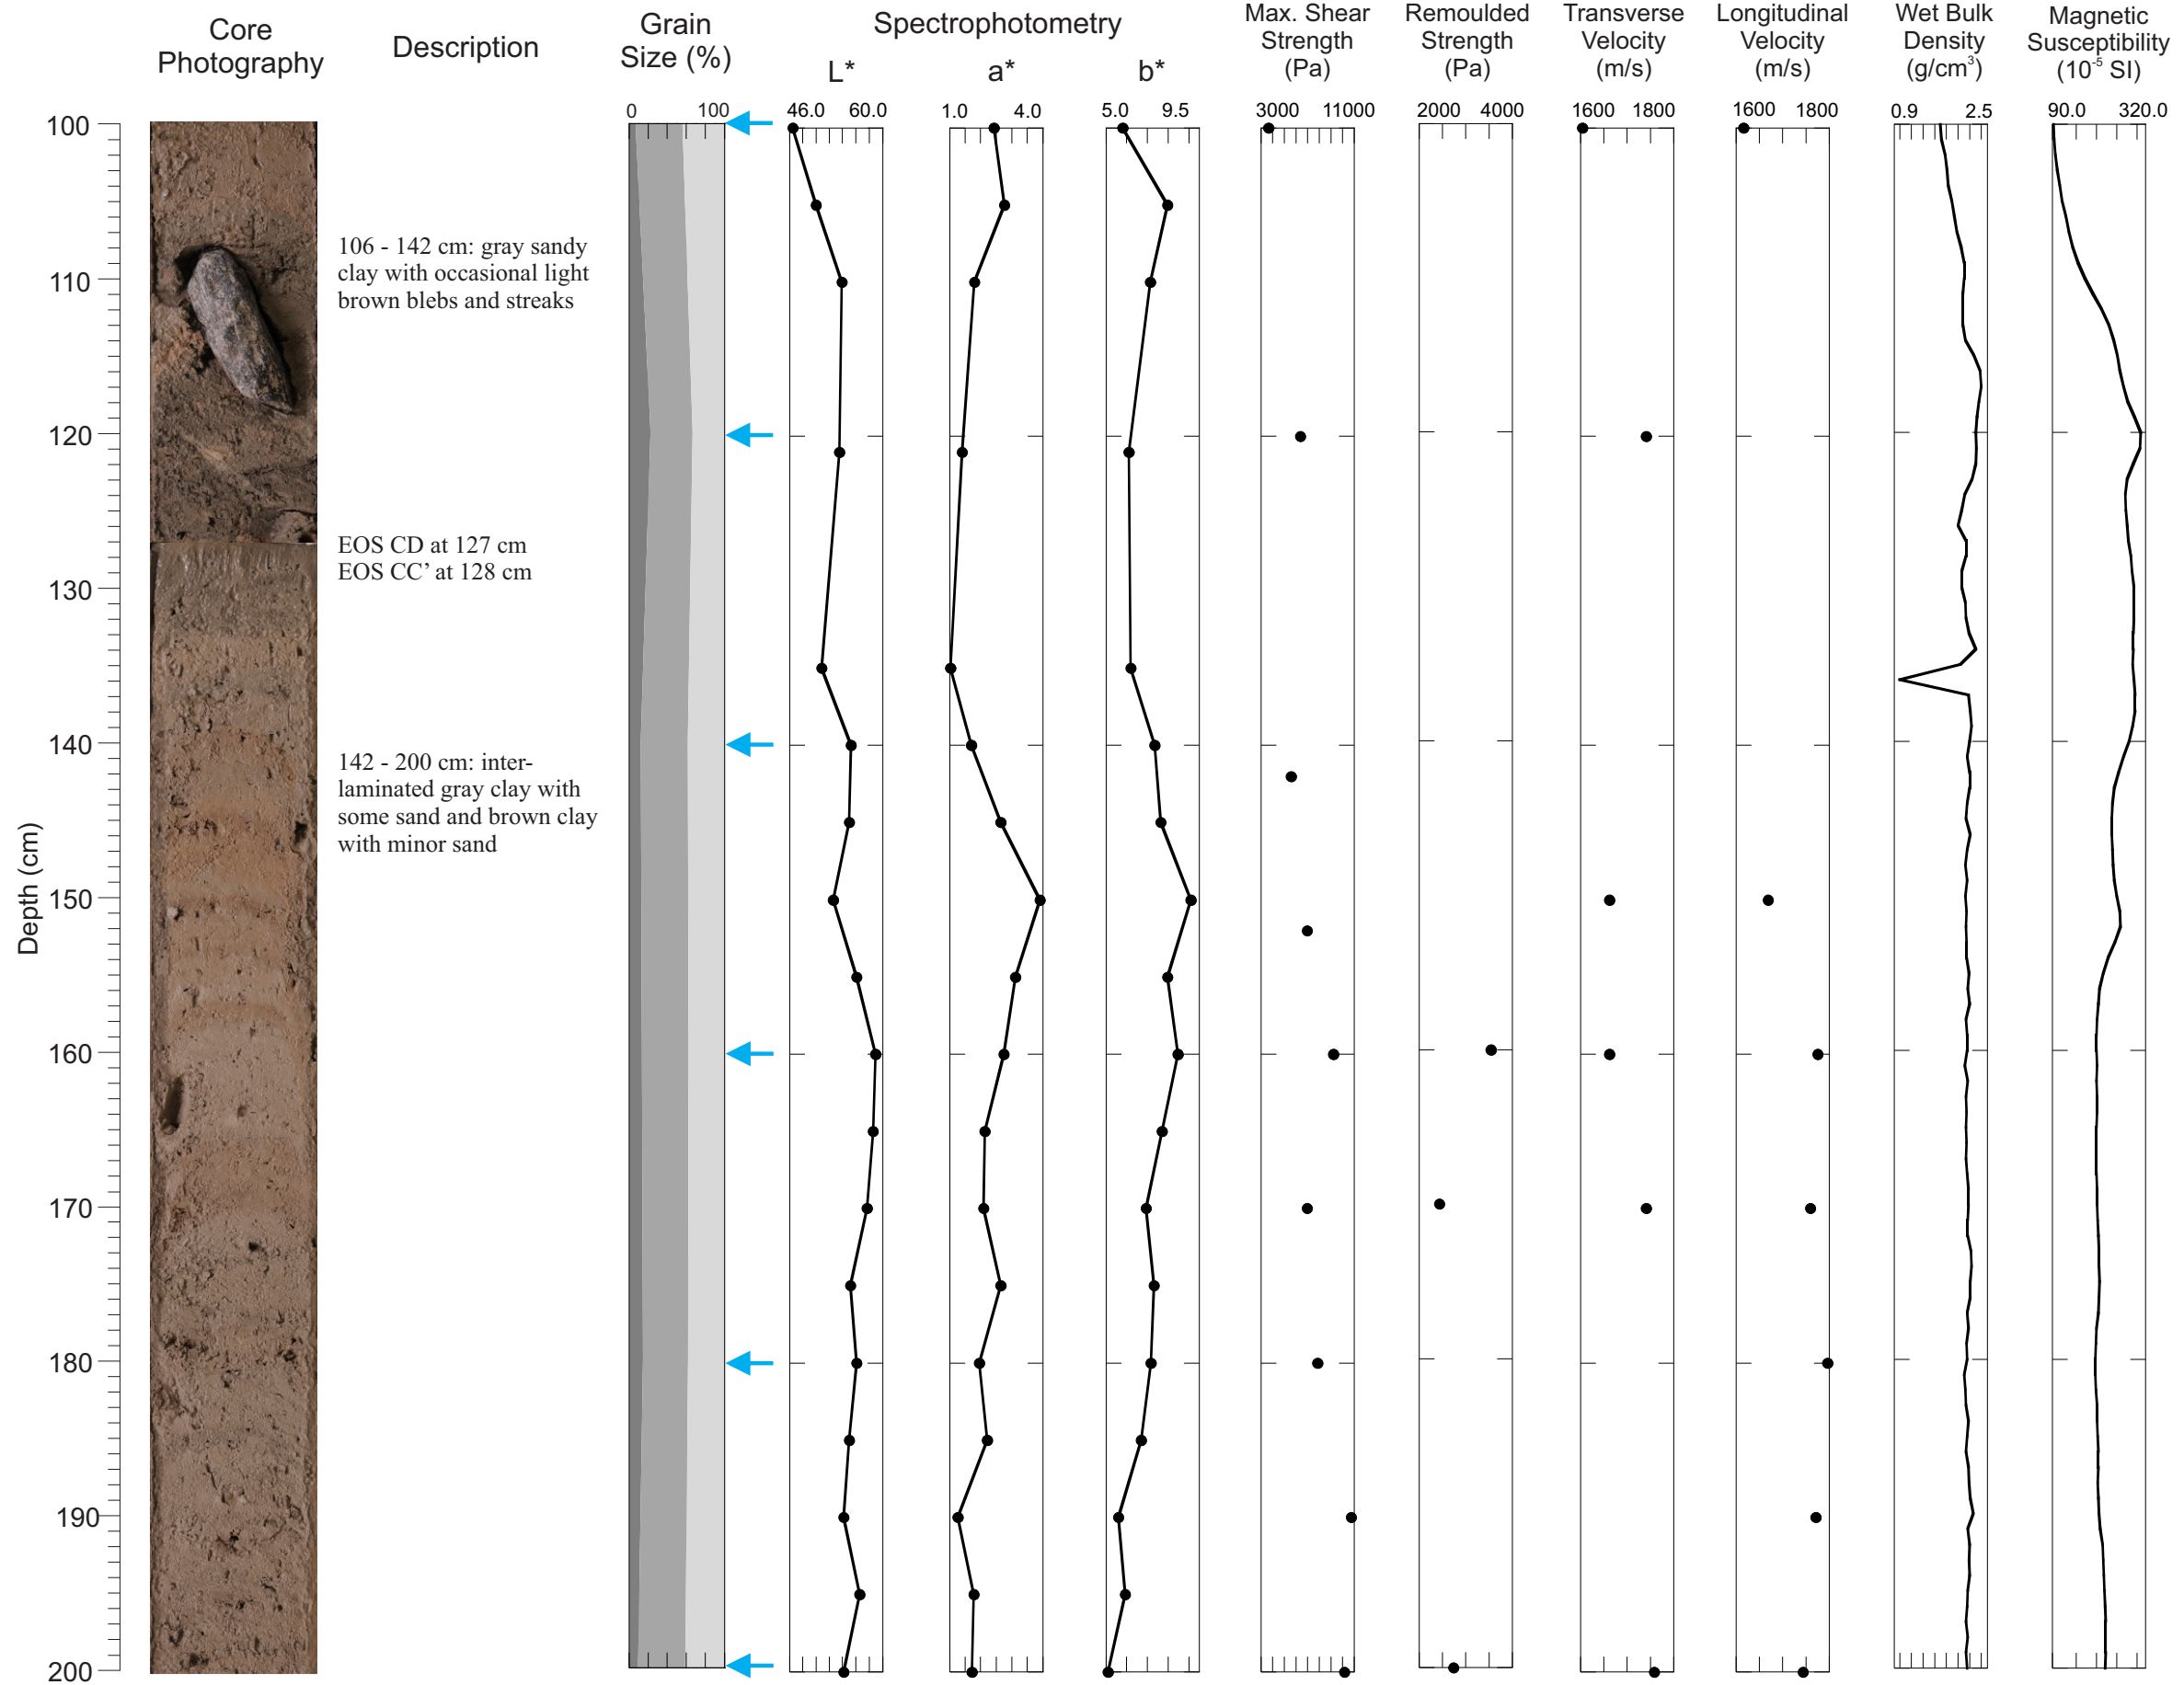 Core
Photography
Description
Grain
Size (%)
Spectrophotometry
L*
a*
b*
Max. Shear
Strength
(Pa)
Remoulded
Strength
(Pa)
Transverse
Velocity
(m/s)
Longitudinal
Velocity
(m/s)
Wet Bulk
Density
(g/cm³)
Magnetic
Susceptibility
(10⁻⁵ SI)
0 100
46.0 60.0
1.0 4.0
5.0 9.5
3000 11000
2000 4000
1600 1800
1600 1800
0.9 2.5
90.0 320.0
Depth (cm)
100
110
120
130
140
150
160
170
180
190
200
106 - 142 cm: gray sandy
clay with occasional light
brown blebs and streaks
EOS CD at 127 cm
EOS CC’ at 128 cm
142 - 200 cm: inter-
laminated gray clay with
some sand and brown clay
with minor sand